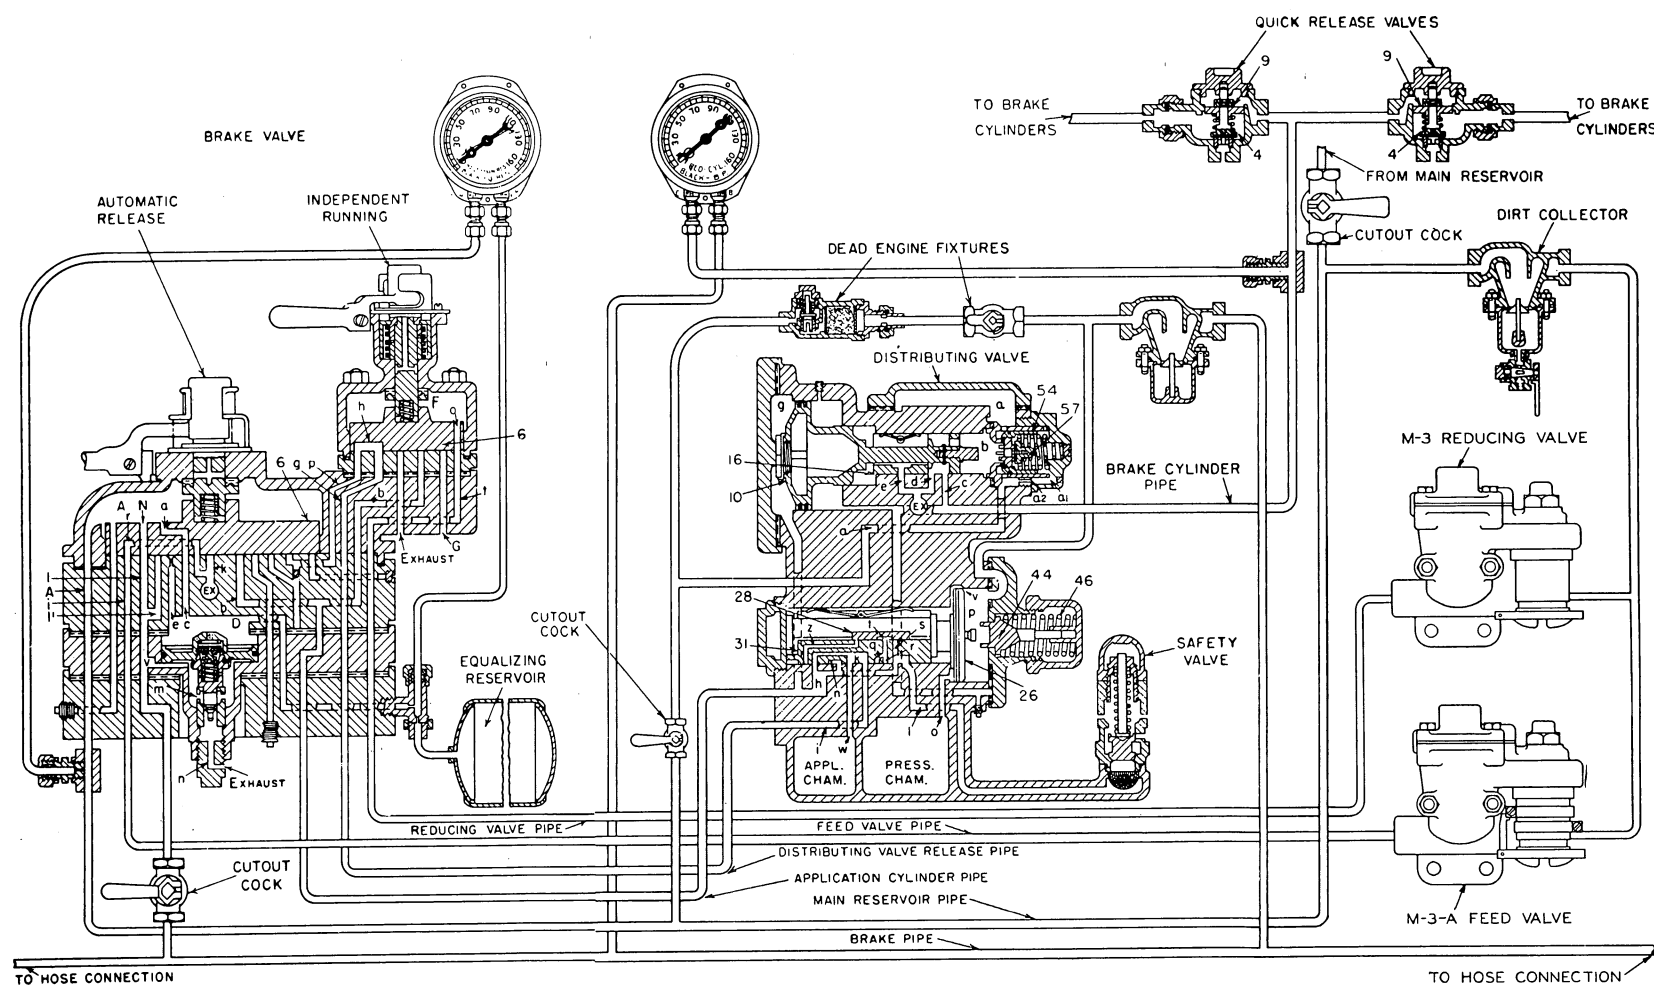 QUICK RELEASE VALVES
9
9
TO BRAKE
CYLINDERS
TO BRAKE
CYLINDERS
4
4
BRAKE VALVE
FROM MAIN RESERVOIR
AUTOMATIC
RELEASE
INDEPENDENT
RUNNING
DIRT COLLECTOR
CUTOUT COCK
DEAD ENGINE FIXTURES
DISTRIBUTING VALVE
h
F
g
6
g
a
54
57
b
M-3 REDUCING VALVE
6 g p
16
10
e
d
c
EX
a2
a1
BRAKE CYLINDER
PIPE
A
r
N
a
b
t
a
EXHAUST
G
k
EX
I
A
e
c
p
D
28
v
p
44
46
CUTOUT
COCK
31
z
t
i
s
q
r
SAFETY
VALVE
EQUALIZING
RESERVOIR
v
m
h
n
26
l
o
i
w
n
EXHAUST
APPL.
CHAM.
PRESS.
CHAM.
REDUCING VALVE PIPE
FEED VALVE PIPE
DISTRIBUTING VALVE RELEASE PIPE
CUTOUT
COCK
APPLICATION CYLINDER PIPE
MAIN RESERVOIR PIPE
M-3-A FEED VALVE
BRAKE PIPE
TO HOSE CONNECTION
TO HOSE CONNECTION